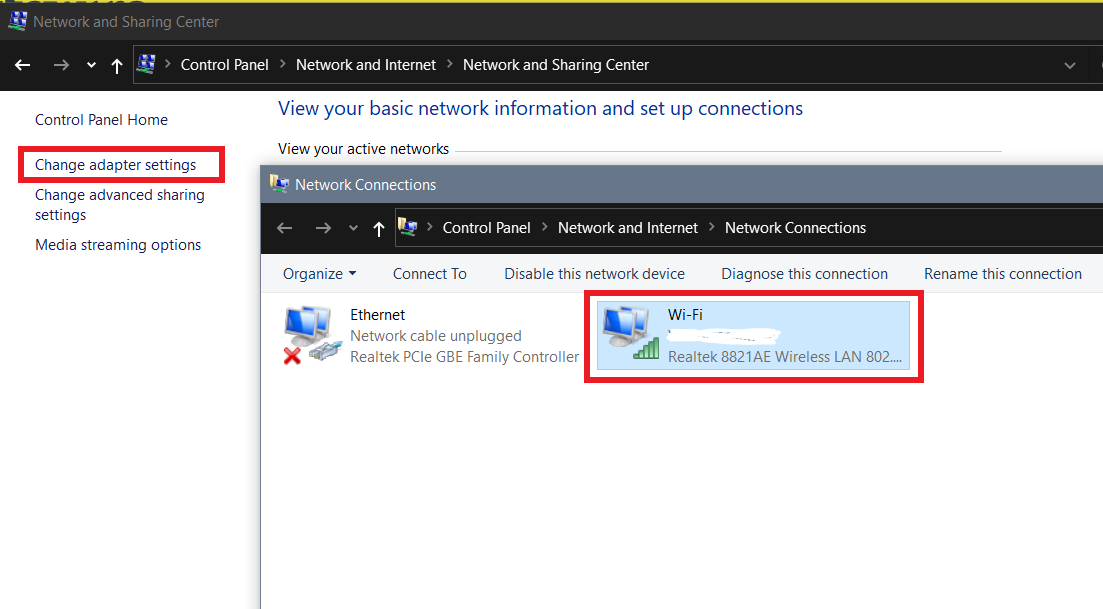 Network and Sharing Center
Control Panel > Network and Internet > Network and Sharing Center
Control Panel Home
Change adapter settings
Change advanced sharing
settings
Media streaming options
View your basic network information and set up connections
View your active networks
Network Connections
Control Panel > Network and Internet > Network Connections
Organize Connect To Disable this network device Diagnose this connection Rename this connection
Ethernet
Network cable unplugged
Realtek PCIe GBE Family Controller
Wi-Fi
Realtek 8821AE Wireless LAN 802....